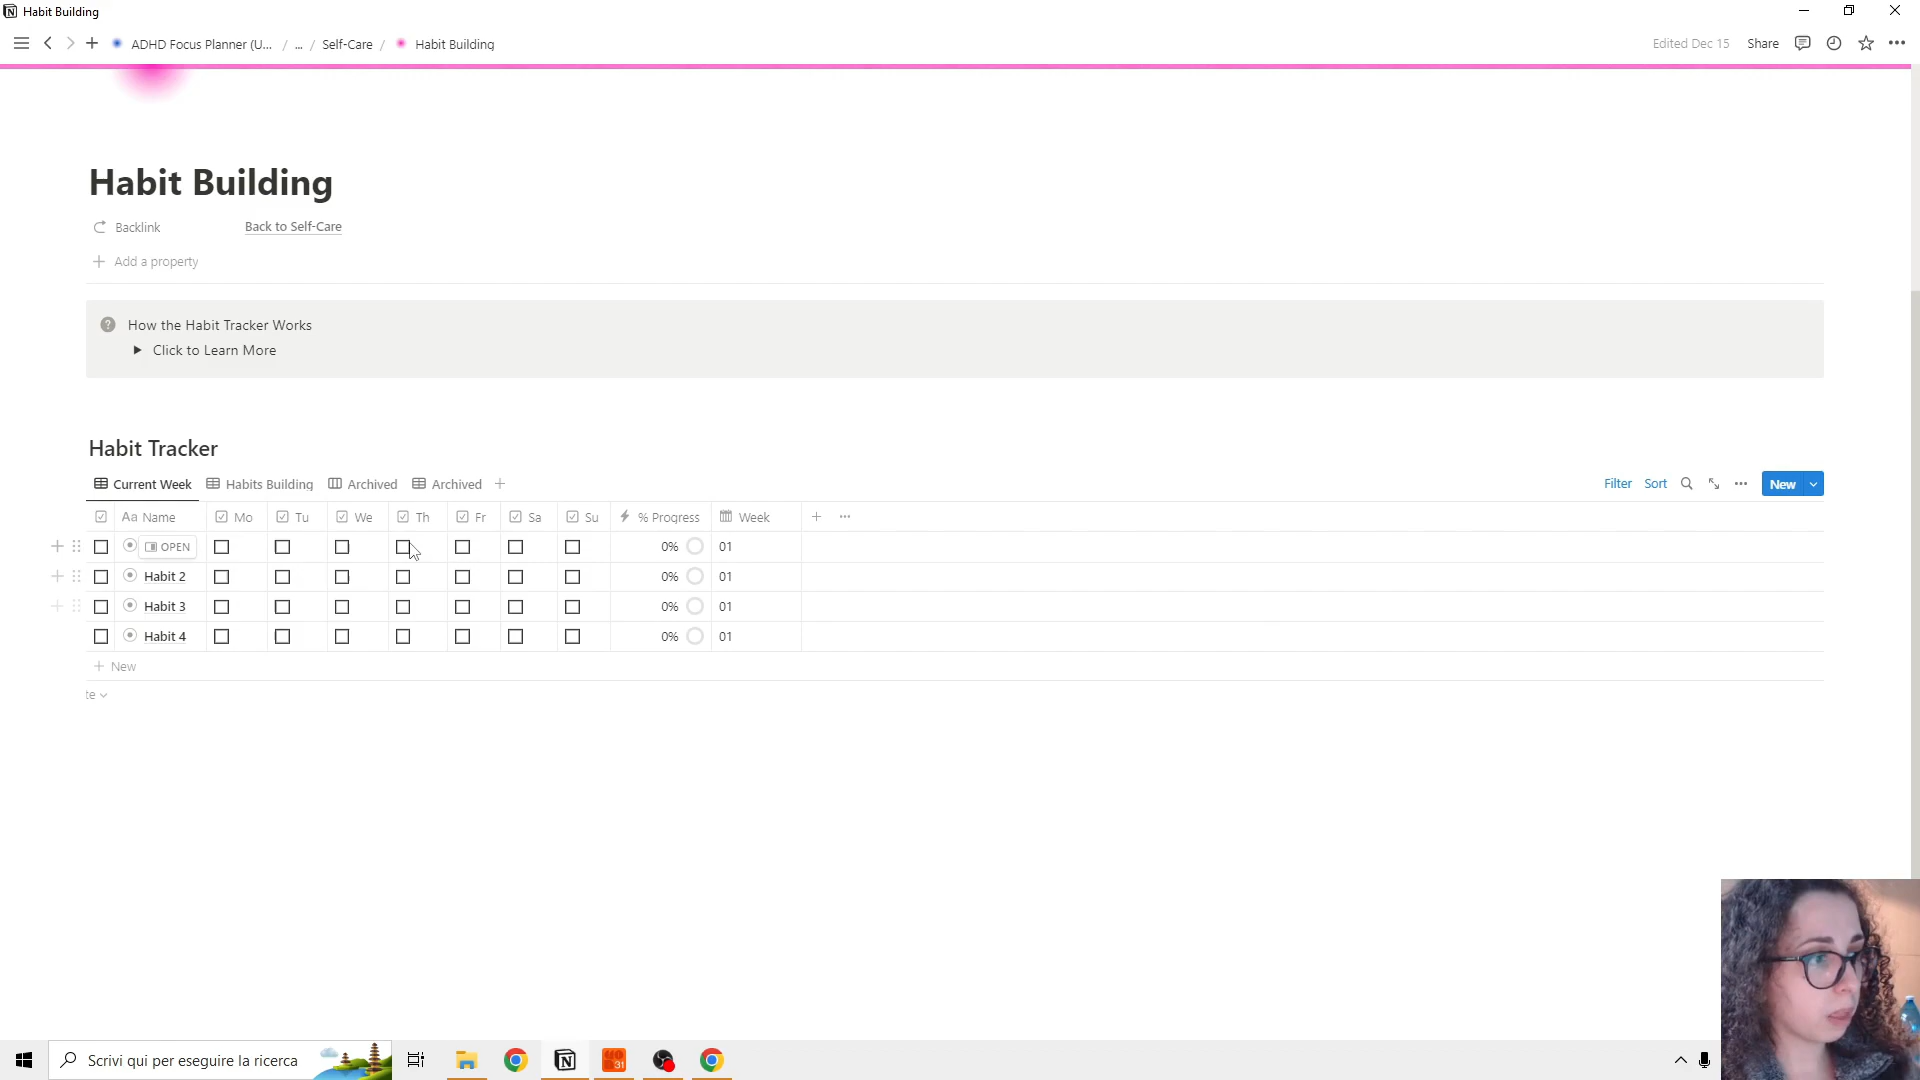 Habit Building
ADHD Focus Planner (U... / ... / Self-Care / Habit Building
Edited Dec 15 Share
Habit Building
Backlink Back to Self-Care
Add a property
How the Habit Tracker Works
Click to Learn More
Habit Tracker
Current Week Habits Building Archived Archived
Filter Sort New
Aa Name Mo Tu We Th Fr Sa Su % Progress Week
OPEN 0% 01
Habit 2 0% 01
Habit 3 0% 01
Habit 4 0% 01
+ New
te
Scrivi qui per eseguire la ricerca
31